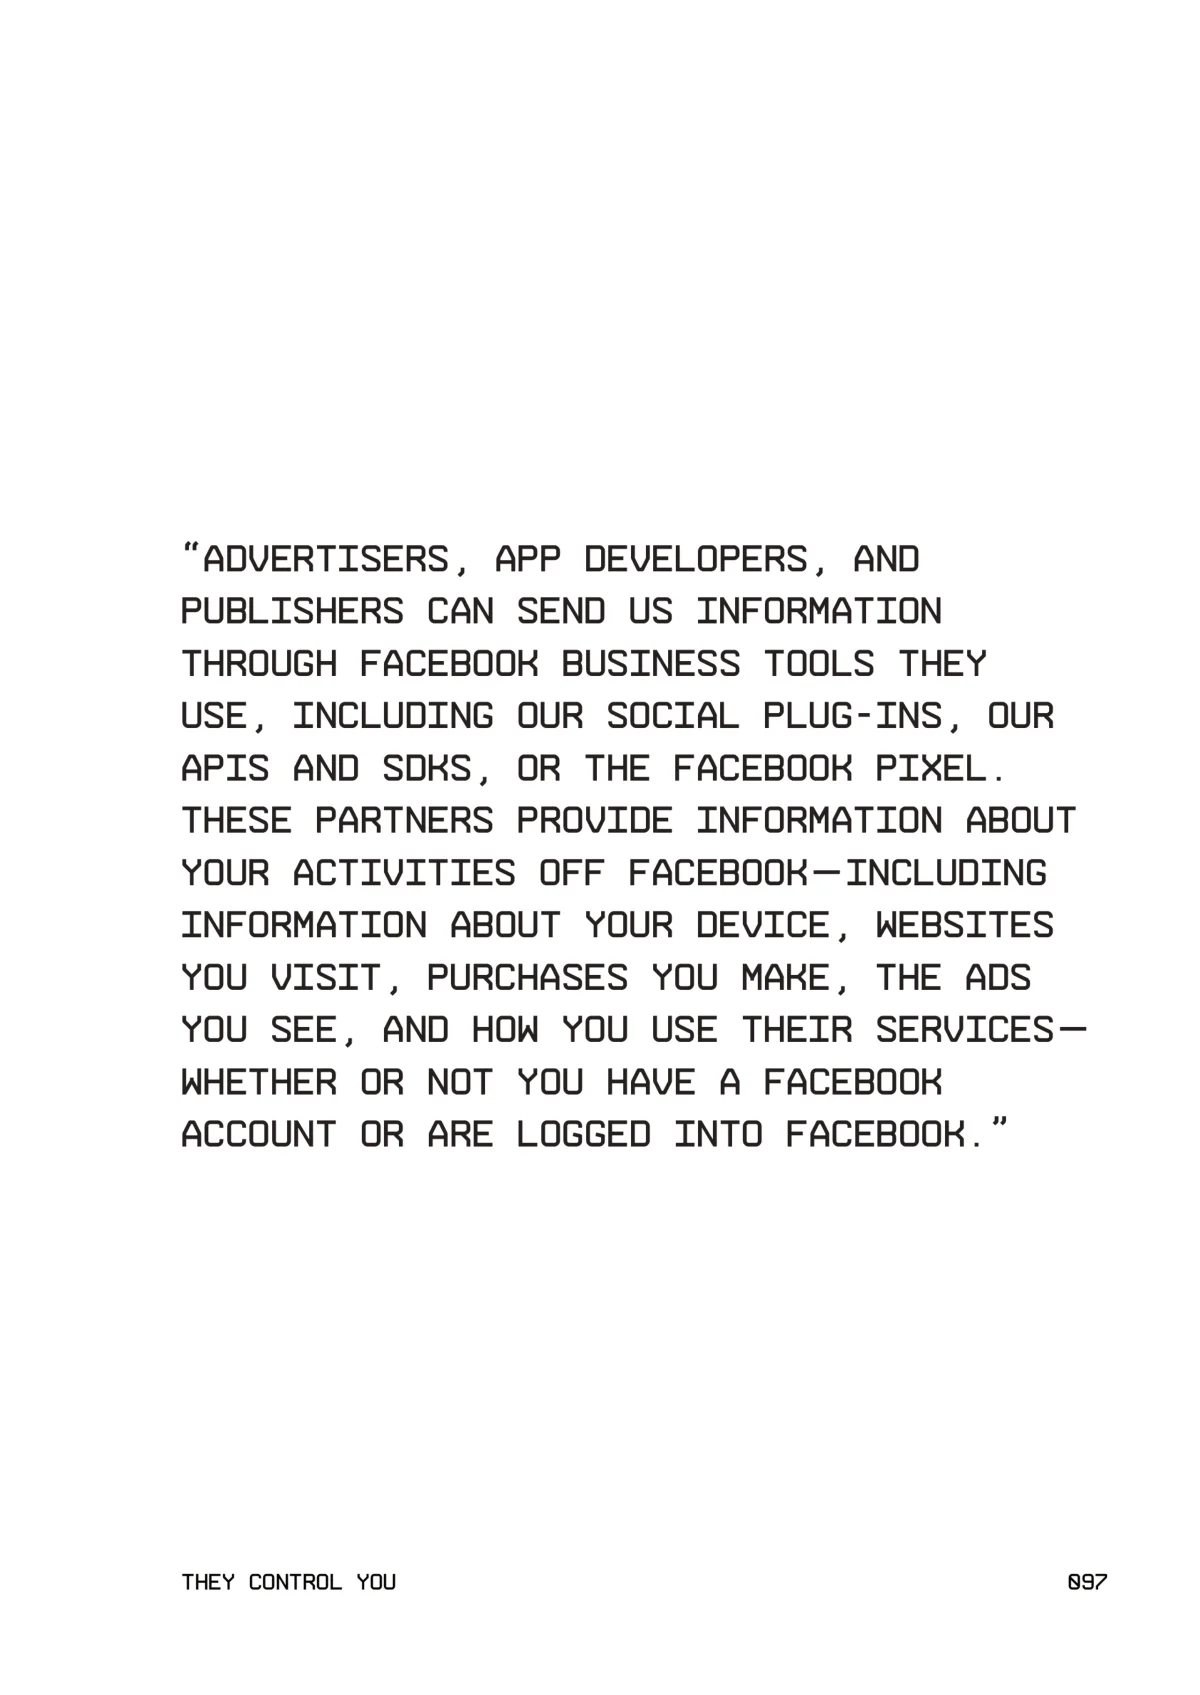 “ADVERTISERS, APP DEVELOPERS, AND
PUBLISHERS CAN SEND US INFORMATION
THROUGH FACEBOOK BUSINESS TOOLS THEY
USE, INCLUDING OUR SOCIAL PLUG-INS, OUR
APIS AND SDKS, OR THE FACEBOOK PIXEL.
THESE PARTNERS PROVIDE INFORMATION ABOUT
YOUR ACTIVITIES OFF FACEBOOK—INCLUDING
INFORMATION ABOUT YOUR DEVICE, WEBSITES
YOU VISIT, PURCHASES YOU MAKE, THE ADS
YOU SEE, AND HOW YOU USE THEIR SERVICES—
WHETHER OR NOT YOU HAVE A FACEBOOK
ACCOUNT OR ARE LOGGED INTO FACEBOOK.”
THEY CONTROL YOU 097